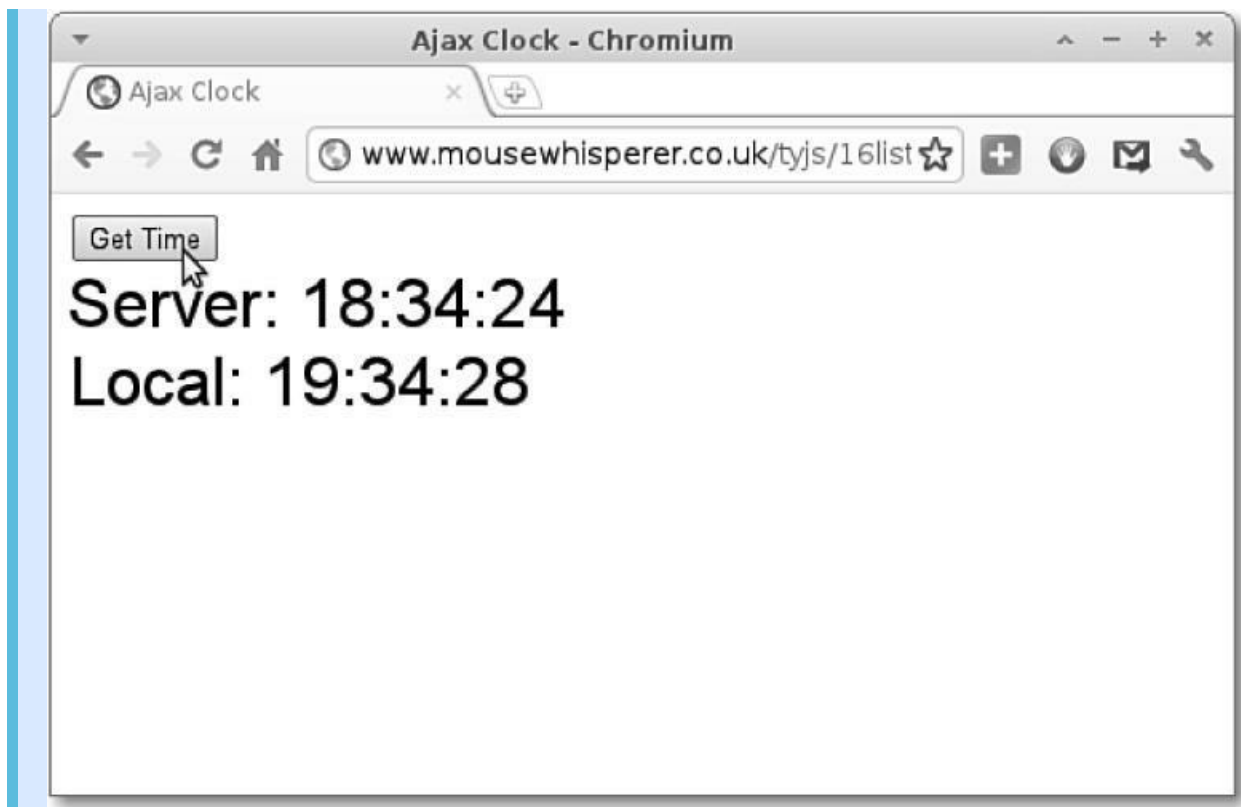 Ajax Clock - Chromium
Ajax Clock
www.mousewhisperer.co.uk/tyjs/16list
Get Time
Server: 18:34:24
Local: 19:34:28